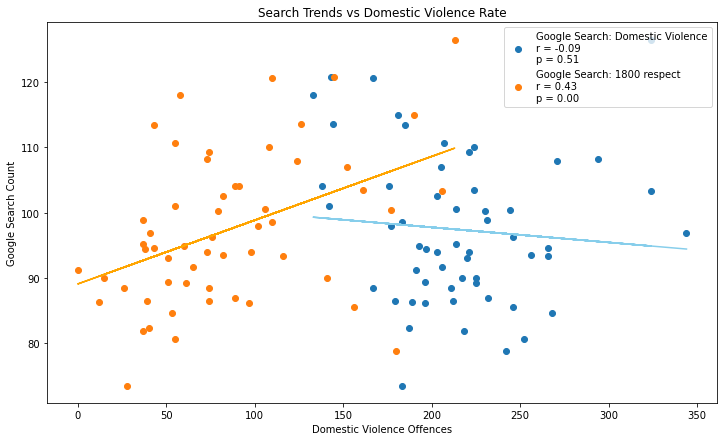 Search Trends vs Domestic Violence Rate
Google Search: Domestic Violence
r = -0.09
p = 0.51
Google Search: 1800 respect
r = 0.43
p = 0.00
Google Search Count
120
110
100
90
80
0
50
100
150
200
250
300
350
Domestic Violence Offences